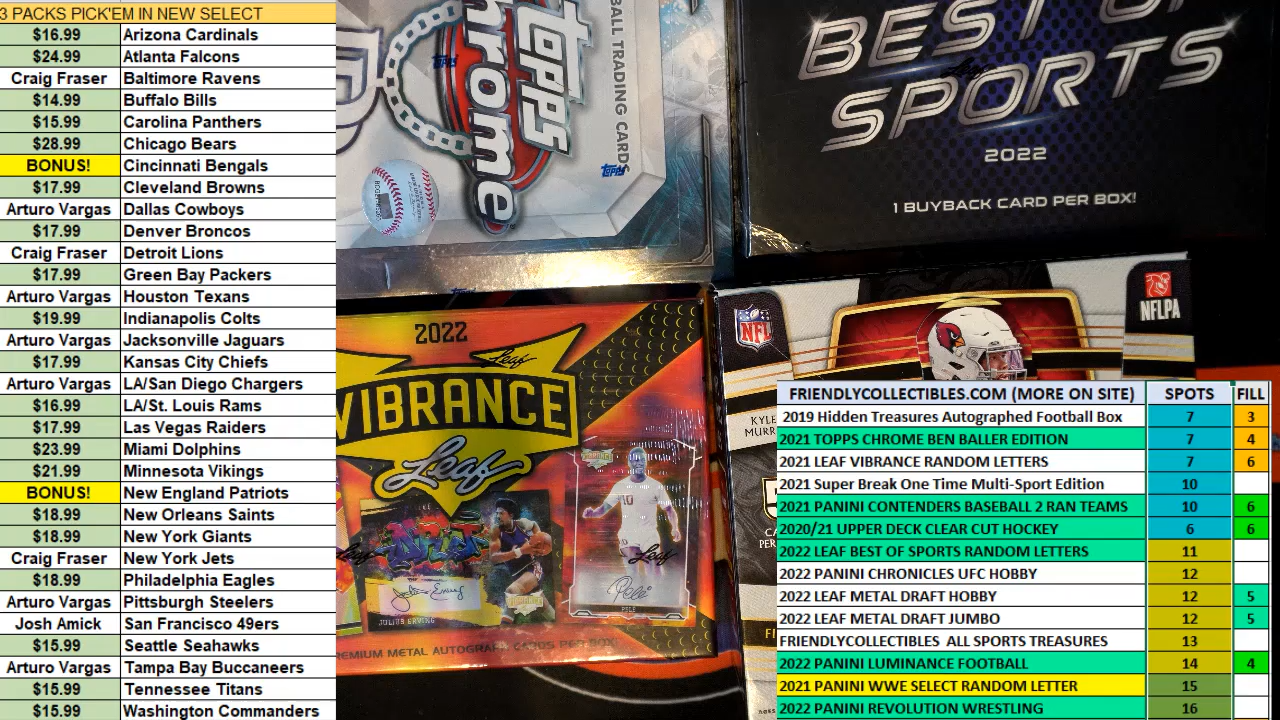 3 PACKS PICK'EM IN NEW SELECT
$16.99 Arizona Cardinals
$24.99 Atlanta Falcons
Craig Fraser Baltimore Ravens
$14.99 Buffalo Bills
$15.99 Carolina Panthers
$28.99 Chicago Bears
BONUS! Cincinnati Bengals
$17.99 Cleveland Browns
Arturo Vargas Dallas Cowboys
$17.99 Denver Broncos
Craig Fraser Detroit Lions
$17.99 Green Bay Packers
Arturo Vargas Houston Texans
$19.99 Indianapolis Colts
Arturo Vargas Jacksonville Jaguars
$17.99 Kansas City Chiefs
Arturo Vargas LA/San Diego Chargers
$16.99 LA/St. Louis Rams
$17.99 Las Vegas Raiders
$23.99 Miami Dolphins
$21.99 Minnesota Vikings
BONUS! New England Patriots
$18.99 New Orleans Saints
$18.99 New York Giants
Craig Fraser New York Jets
$18.99 Philadelphia Eagles
Arturo Vargas Pittsburgh Steelers
Josh Amick San Francisco 49ers
$15.99 Seattle Seahawks
Arturo Vargas Tampa Bay Buccaneers
$15.99 Tennessee Titans
$15.99 Washington Commanders
BALL TRADING CARDS
topps
Topps
hrome
BEST OF
SPORTS
2022
1 BUYBACK CARD PER BOX!
2022
Leaf
VIBRANCE
Leaf
JULIUS ERVING
PELE
REMIUM METAL AUTOGRAPH CARDS PER BOX!
NFL
NFLPA
KYLE
MURR
FRIENDLYCOLLECTIBLES.COM (MORE ON SITE) SPOTS FILL
2019 Hidden Treasures Autographed Football Box 7 3
2021 TOPPS CHROME BEN BALLER EDITION 7 4
2021 LEAF VIBRANCE RANDOM LETTERS 7 6
2021 Super Break One Time Multi-Sport Edition 10
2021 PANINI CONTENDERS BASEBALL 2 RAN TEAMS 10 6
2020/21 UPPER DECK CLEAR CUT HOCKEY 6 6
2022 LEAF BEST OF SPORTS RANDOM LETTERS 11
2022 PANINI CHRONICLES UFC HOBBY 12
2022 LEAF METAL DRAFT HOBBY 12 5
2022 LEAF METAL DRAFT JUMBO 12 5
FRIENDLYCOLLECTIBLES ALL SPORTS TREASURES 13
2022 PANINI LUMINANCE FOOTBALL 14 4
2021 PANINI WWE SELECT RANDOM LETTER 15
2022 PANINI REVOLUTION WRESTLING 16